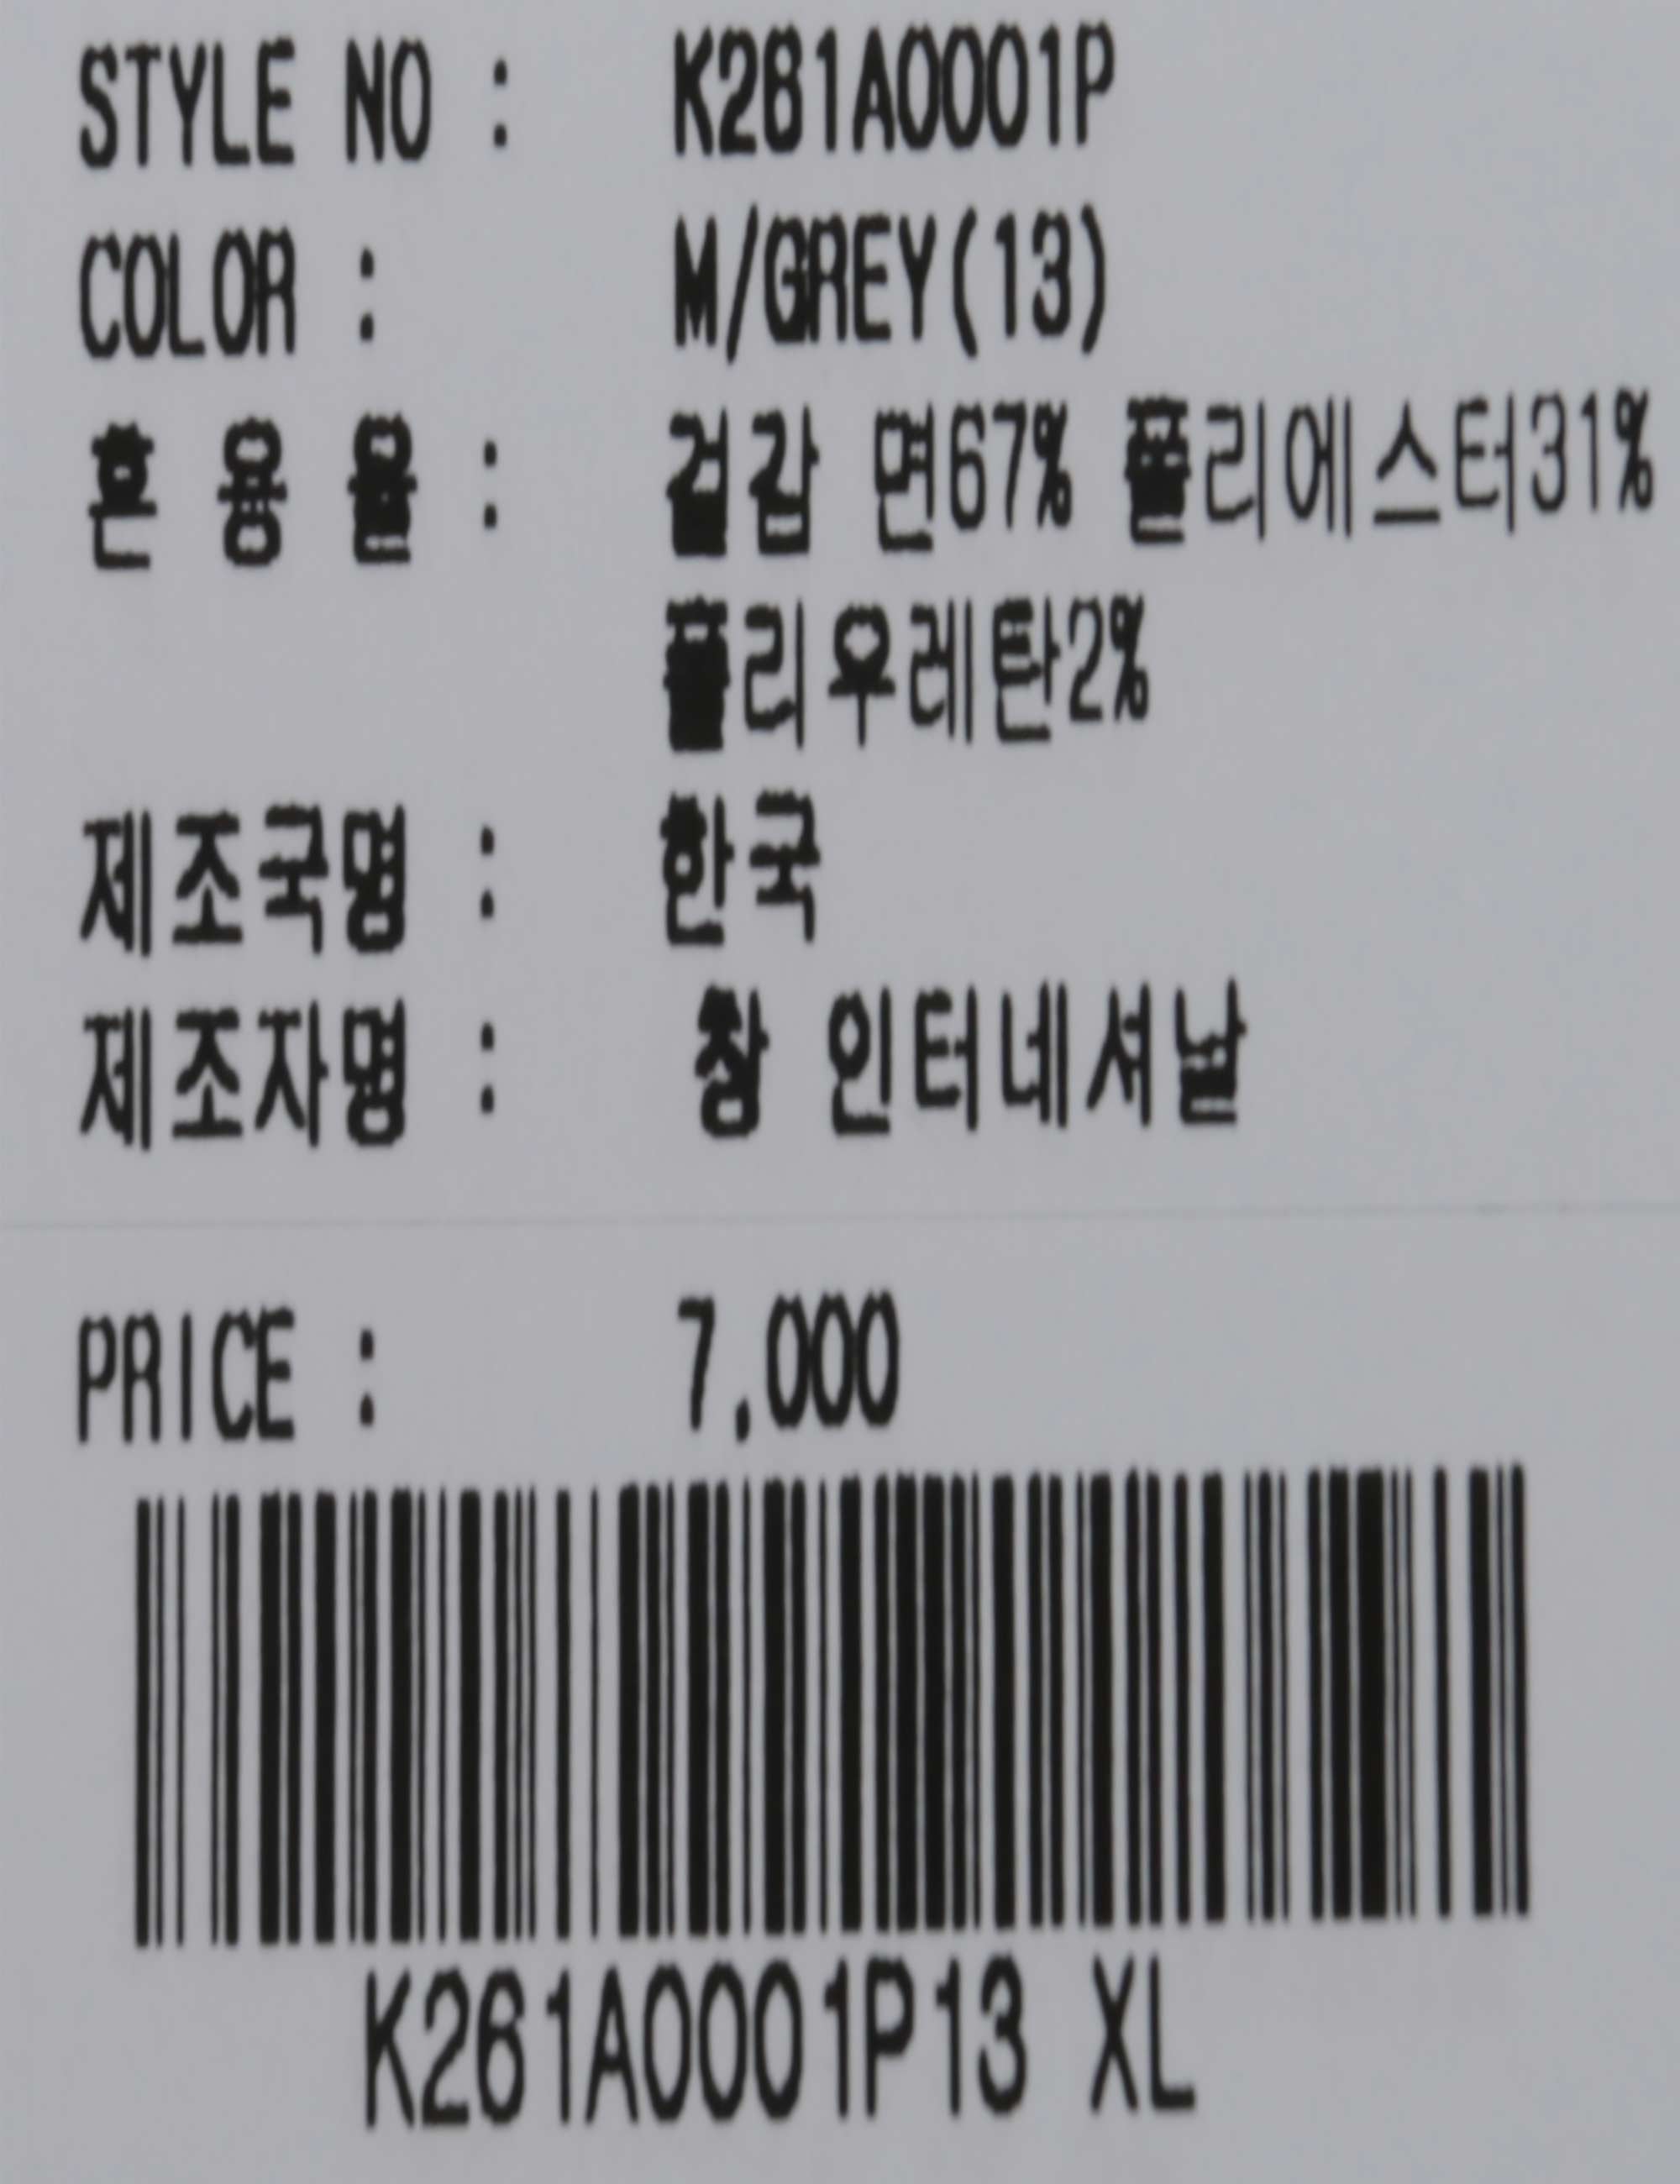 STYLE NO : K261A0001P
COLOR : M/GREY(13)
혼 용 율 : 겉감 면67% 폴리에스터31%
폴리우레탄2%
제조국명 : 한국
제조자명 : 창 인터네셔날
PRICE : 7,000
K261A0001P13 XL